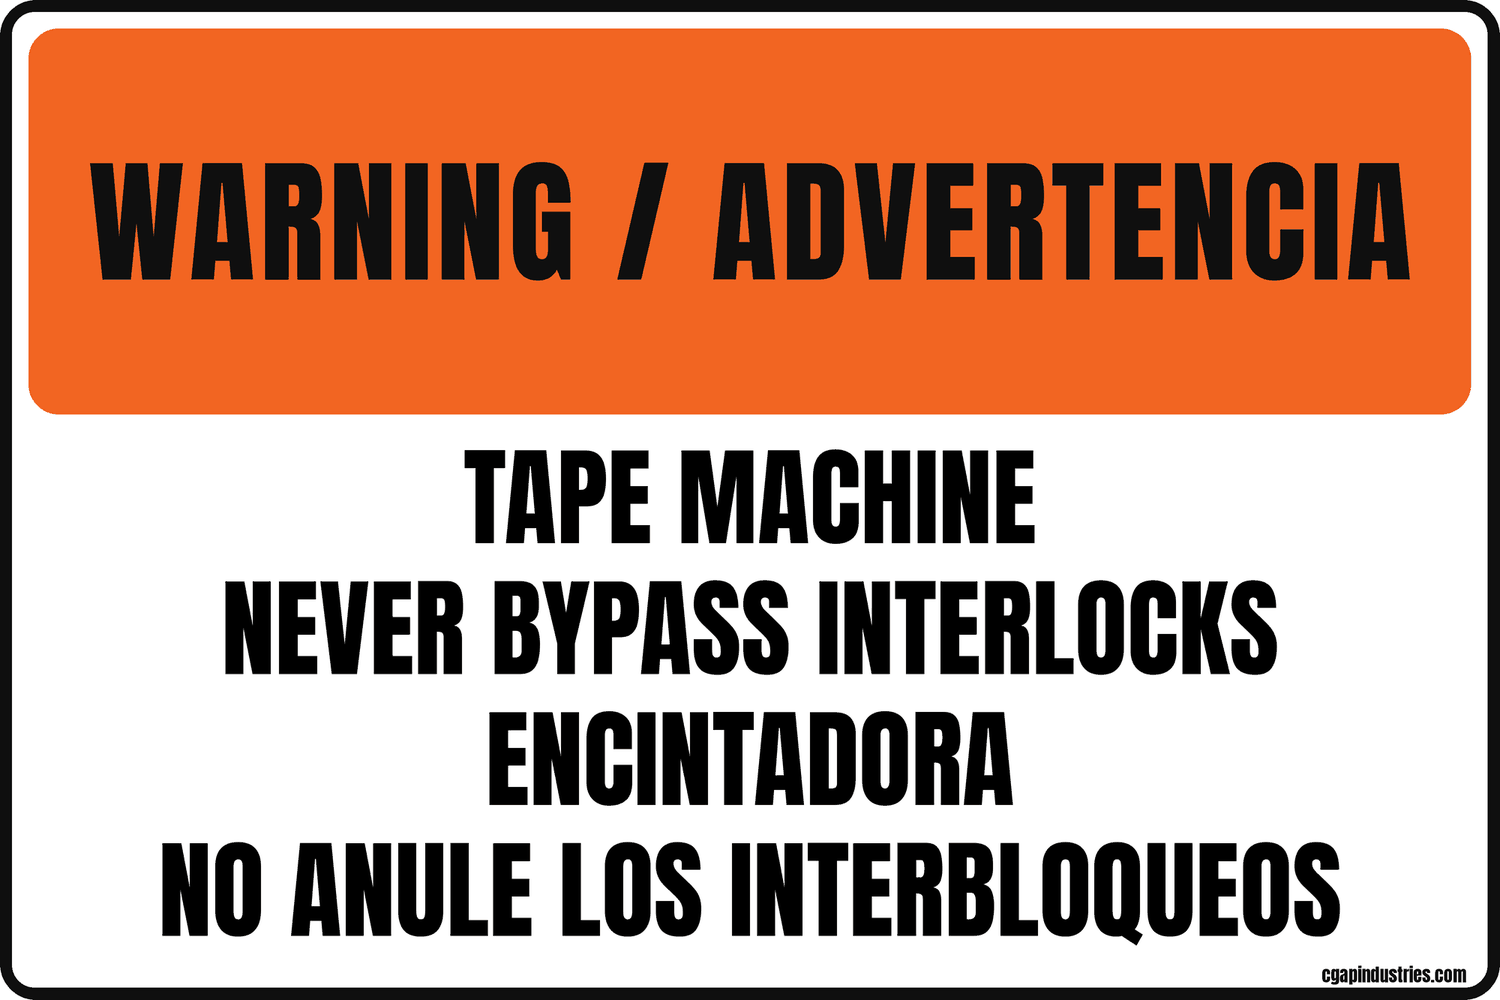 WARNING / ADVERTENCIA
TAPE MACHINE
NEVER BYPASS INTERLOCKS
ENCINTADORA
NO ANULE LOS INTERBLOQUEOS
cgapindustries.com